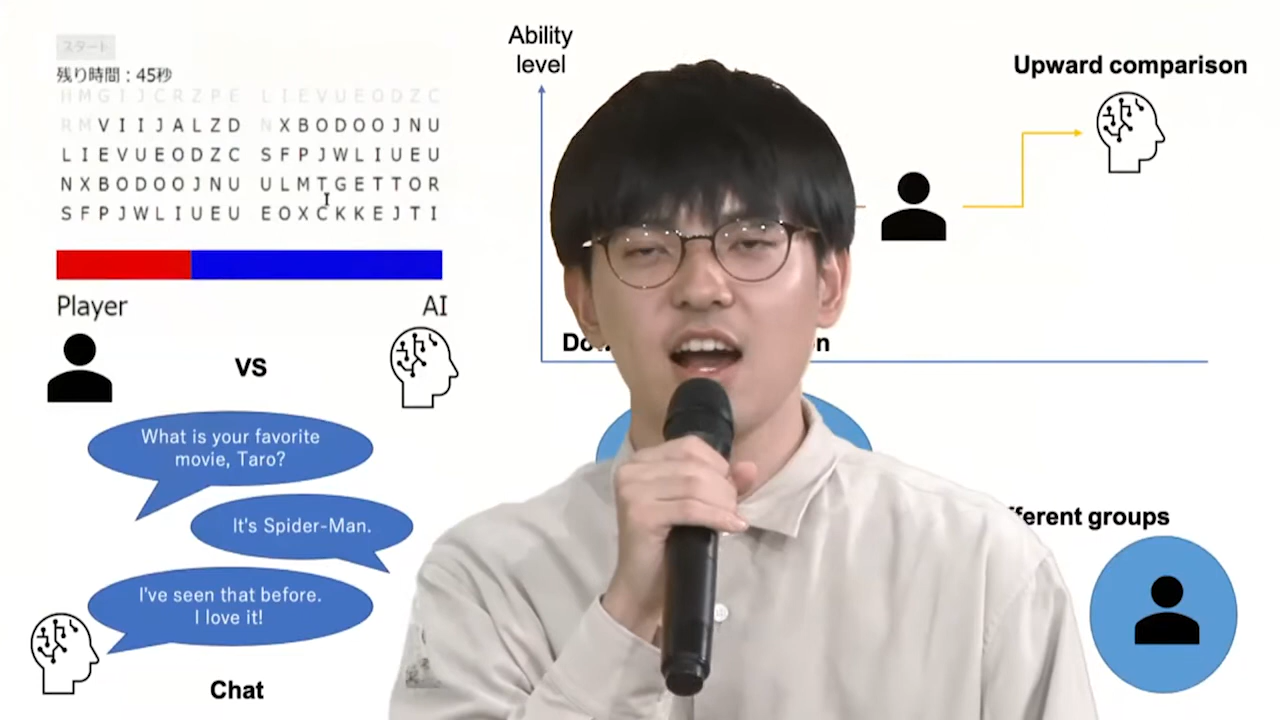 スタート
残り時間：45秒
HMGIJCRZPE LIEVUEODZC
RMVIIJALZD NXBODOOJNU
LIEVUEODZC SFPJWLIUEU
NXBODOOJNU ULMTGETTOR
SFPJWLIUEU EOXCKKEJTI
Player
AI
VS
What is your favorite
movie, Taro?
It's Spider-Man.
I've seen that before.
I love it!
Chat
Ability
level
Upward comparison
groups